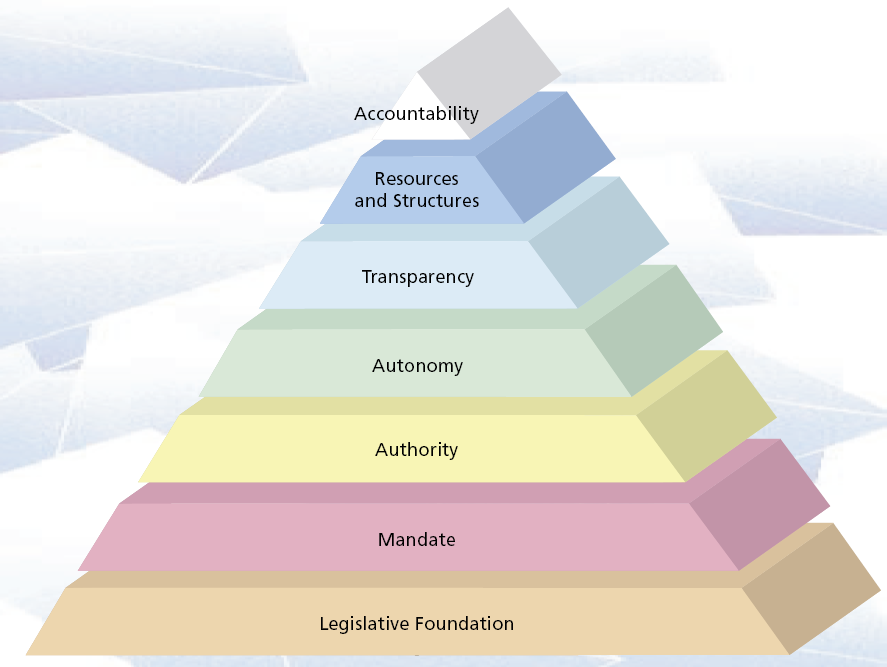 Accountability
Resources
and Structures
Transparency
Autonomy
Authority
Mandate
Legislative Foundation